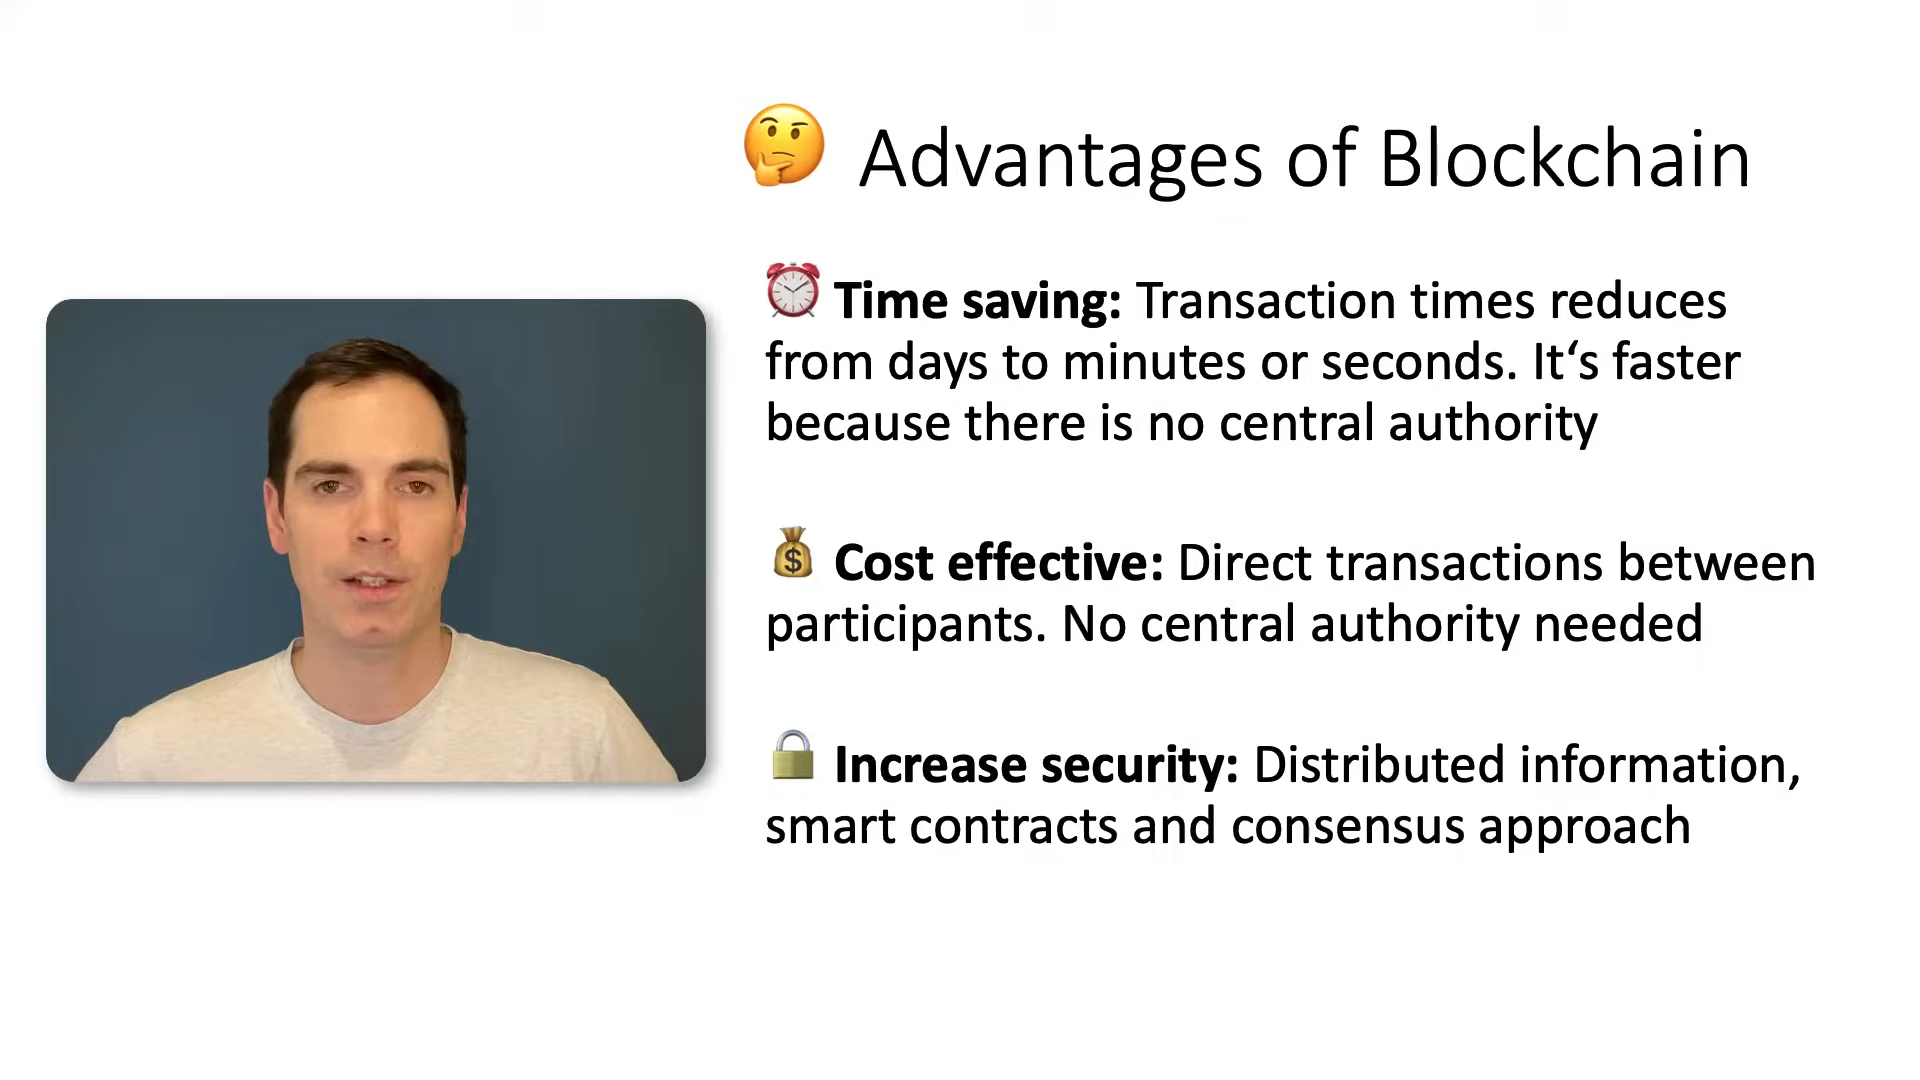 Advantages of Blockchain
Time saving: Transaction times reduces
from days to minutes or seconds. It‘s faster
because there is no central authority
Cost effective: Direct transactions between
participants. No central authority needed
Increase security: Distributed information,
smart contracts and consensus approach